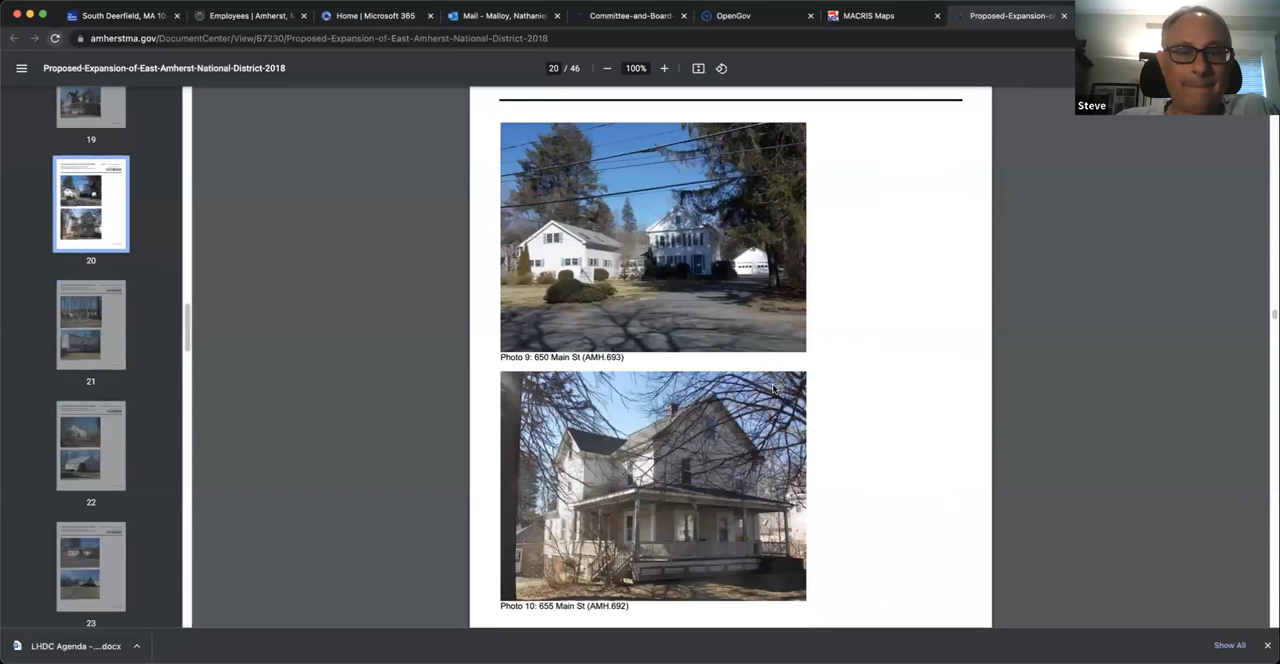 South Deerfield, MA 10
Employees | Amherst, M
Home | Microsoft 365
Mail - Malloy, Nathaniel
Committee-and-Board-
OpenGov
MACRIS Maps
Proposed-Expansion-o
amherstma.gov/DocumentCenter/View/67230/Proposed-Expansion-of-East-Amherst-National-District-2018
Proposed-Expansion-of-East-Amherst-National-District-2018
20 / 46
100%
Steve
19
20
21
22
23
Photo 9: 650 Main St (AMH.693)
Photo 10: 655 Main St (AMH.692)
LHDC Agenda -....docx
Show All